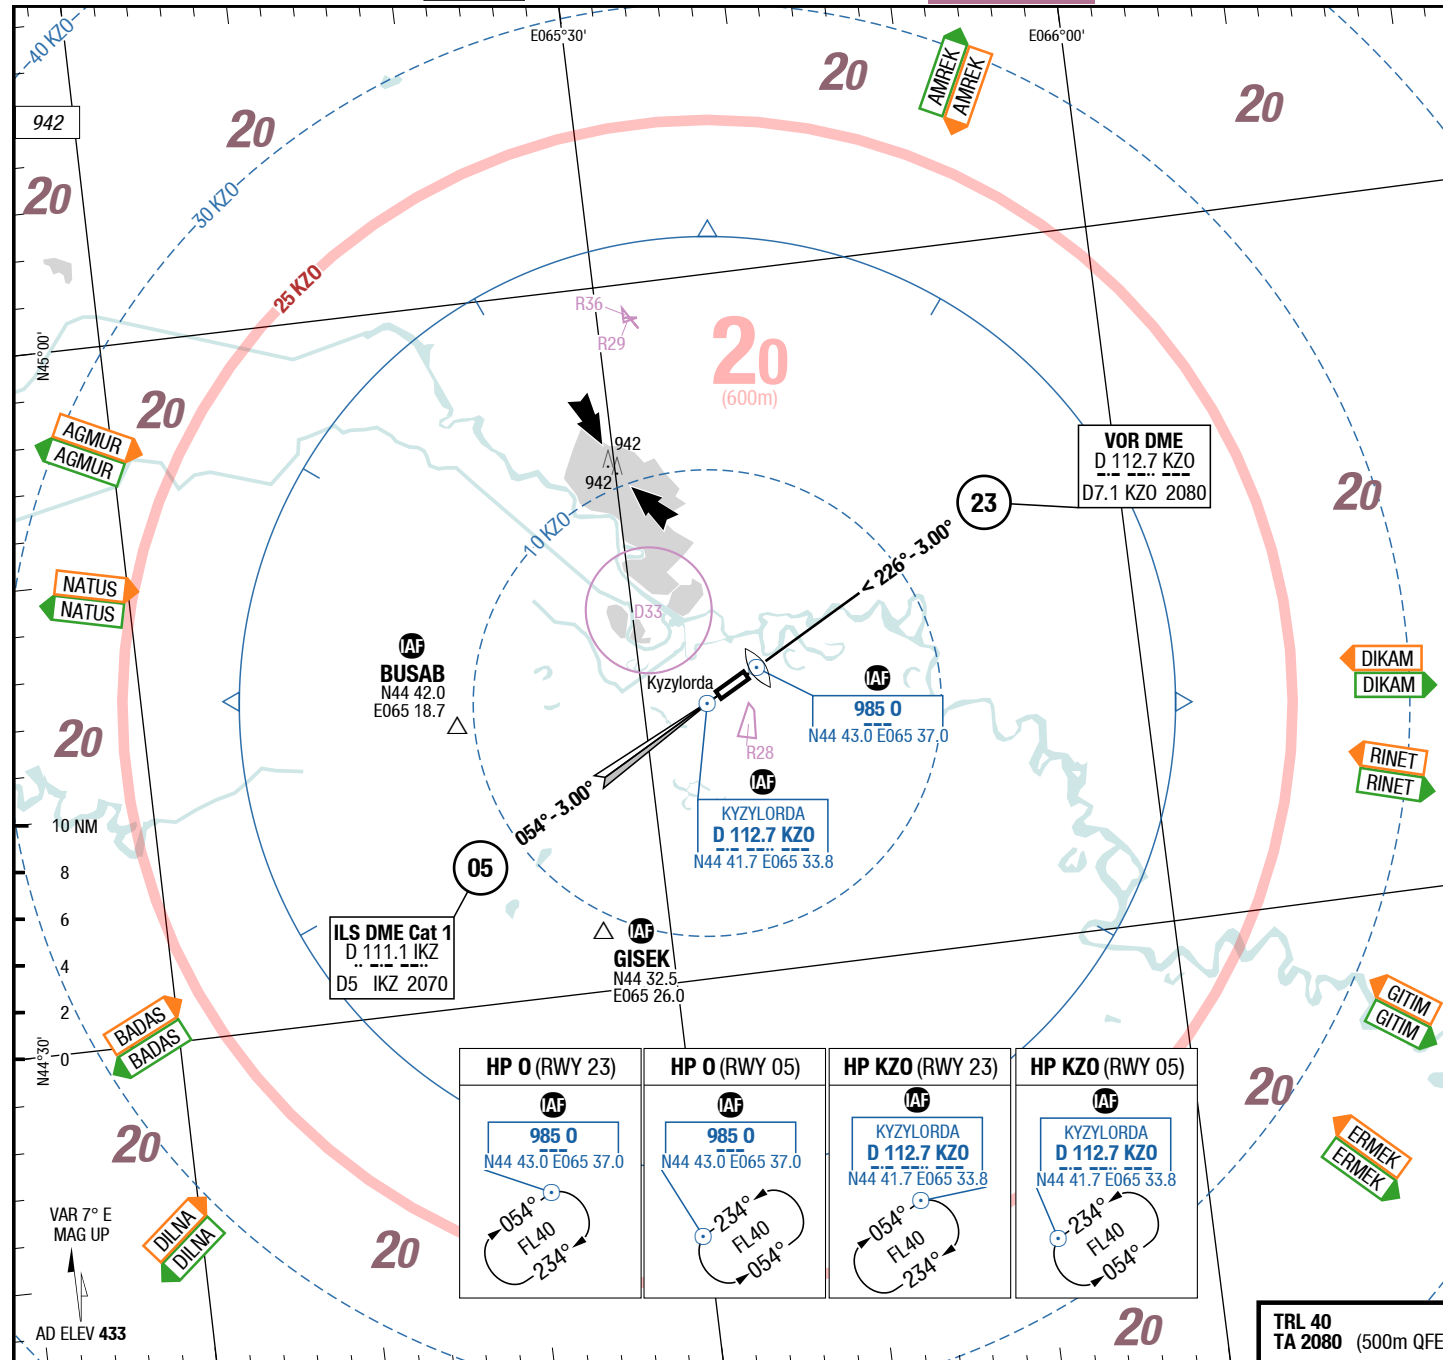 40 KZO
E065°30'
E066°00'
20
20
20
20
AMREK
AMREK
942
30 KZO
25 KZO
R36
R29
20
(600m)
N45°00'
20
AGMUR
AGMUR
942
942
VOR DME
D 112.7 KZO
D7.1 KZO 2080
23
20
10 KZO
< 226° - 3.00°
NATUS
NATUS
D33
IAF
BUSAB
N44 42.0
E065 18.7
Kyzylorda
IAF
985 O
N44 43.0 E065 37.0
DIKAM
DIKAM
20
R28
RINET
RINET
IAF
KYZYLORDA
D 112.7 KZO
N44 41.7 E065 33.8
054° - 3.00°
05
10 NM
8
6
4
2
0
N44°30'
ILS DME Cat 1
D 111.1 IKZ
D5 IKZ 2070
IAF
GISEK
N44 32.5
E065 26.0
BADAS
BADAS
GITIM
GITIM
HP O (RWY 23)
IAF
985 O
N44 43.0 E065 37.0
054°
FL40
234°
HP O (RWY 05)
IAF
985 O
N44 43.0 E065 37.0
234°
FL40
054°
HP KZO (RWY 23)
IAF
KYZYLORDA
D 112.7 KZO
N44 41.7 E065 33.8
054°
FL40
234°
HP KZO (RWY 05)
IAF
KYZYLORDA
D 112.7 KZO
N44 41.7 E065 33.8
234°
FL40
054°
20
20
ERMEK
ERMEK
DILNA
DILNA
20
20
VAR 7° E
MAG UP
AD ELEV 433
TRL 40
TA 2080 (500m QFE